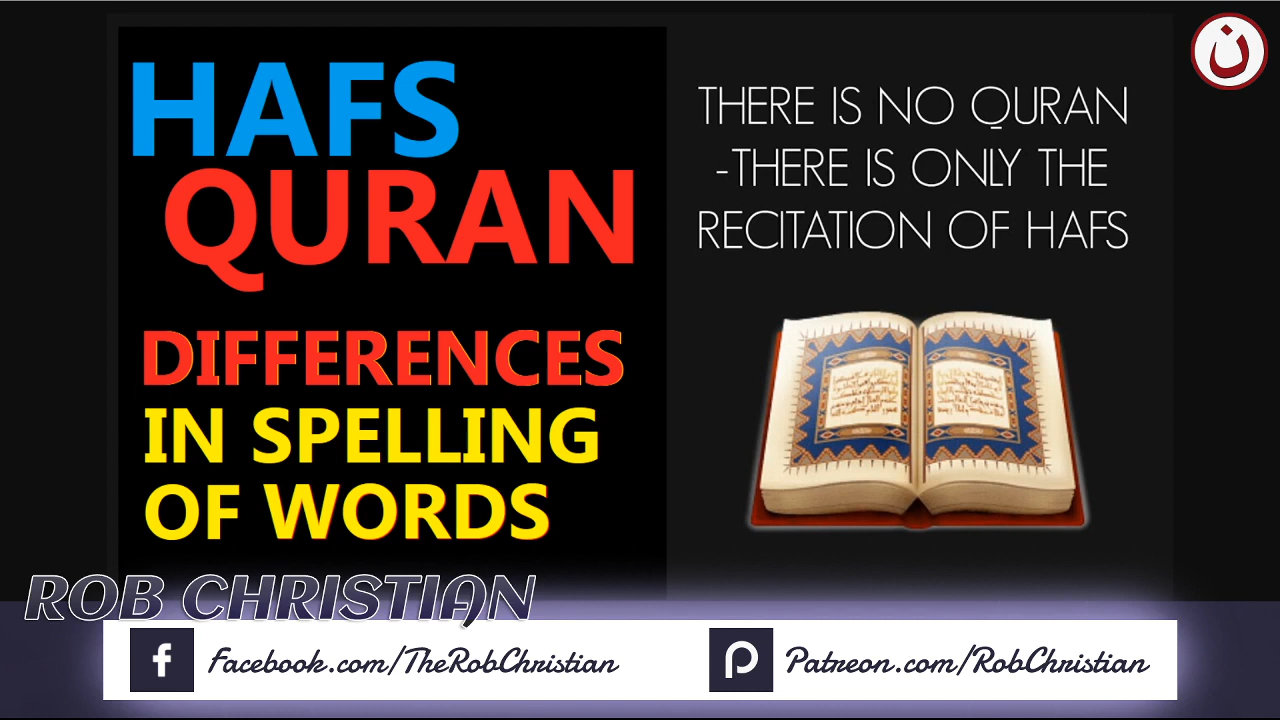 HAFS
QURAN
DIFFERENCES
IN SPELLING
OF WORDS
THERE IS NO QURAN
-THERE IS ONLY THE
RECITATION OF HAFS
ن
ROB CHRISTIAN
Facebook.com/TheRobChristian
Patreon.com/RobChristian